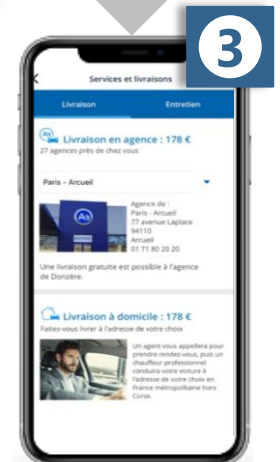 3
Services et livraisons
Livraison Entretien
Livraison en agence : 178 €
27 agences près de chez vous
Paris – Arcueil
Agence de :
Paris - Arcueil
77 avenue Laplace
94110
Arcueil
01 71 80 20 20
Une livraison gratuite est possible à l'agence
de Donzère.
Livraison à domicile : 178 €
Faites-vous livrer à l'adresse de votre choix
Un agent vous appellera pour
prendre rendez-vous, puis un
chauffeur professionnel
conduira votre voiture à
l'adresse de votre choix en
France métropolitaine hors
Corse.